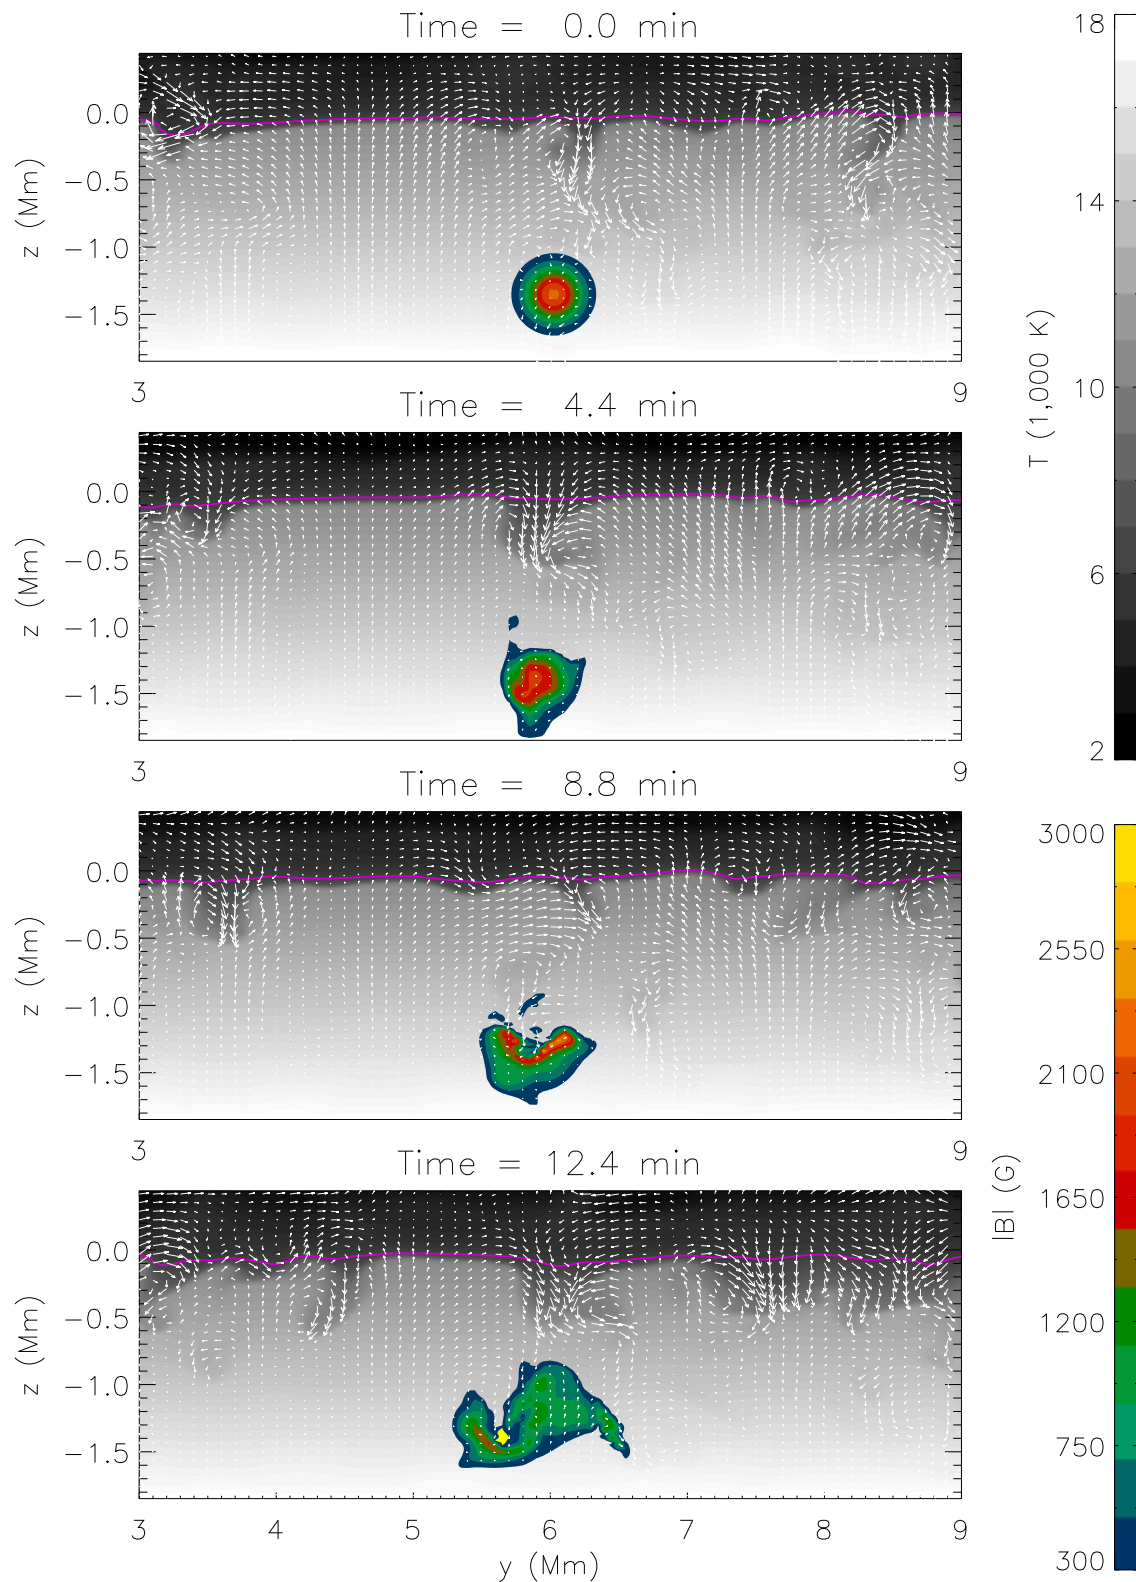 Time = 0.0 min
z (Mm)
0.0
−0.5
−1.0
−1.5
3 9
Time = 4.4 min
z (Mm)
0.0
−0.5
−1.0
−1.5
3 9
Time = 8.8 min
z (Mm)
0.0
−0.5
−1.0
−1.5
3 9
Time = 12.4 min
z (Mm)
0.0
−0.5
−1.0
−1.5
3 4 5 6 7 8 9
y (Mm)
T (1,000 K)
18
14
10
6
2
|B| (G)
3000
2550
2100
1650
1200
750
300